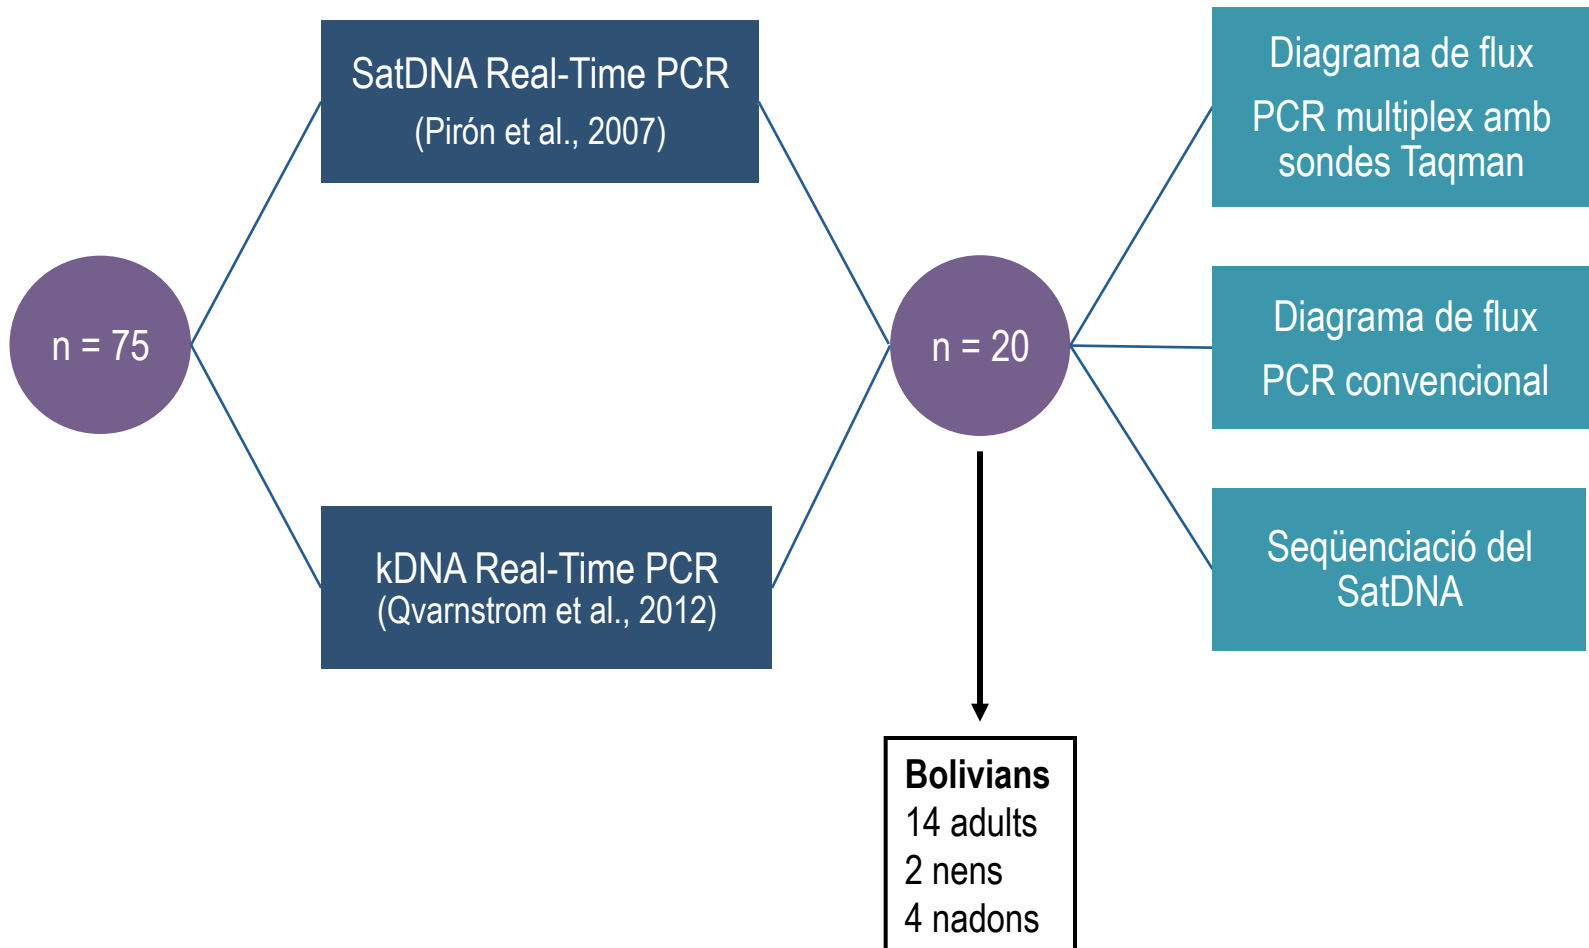 n = 75
SatDNA Real-Time PCR
(Pirón et al., 2007)
kDNA Real-Time PCR
(Qvarnstrom et al., 2012)
n = 20
Bolivians
14 adults
2 nens
4 nadons
Diagrama de flux
PCR multiplex amb
sondes Taqman
Diagrama de flux
PCR convencional
Seqüenciació del
SatDNA